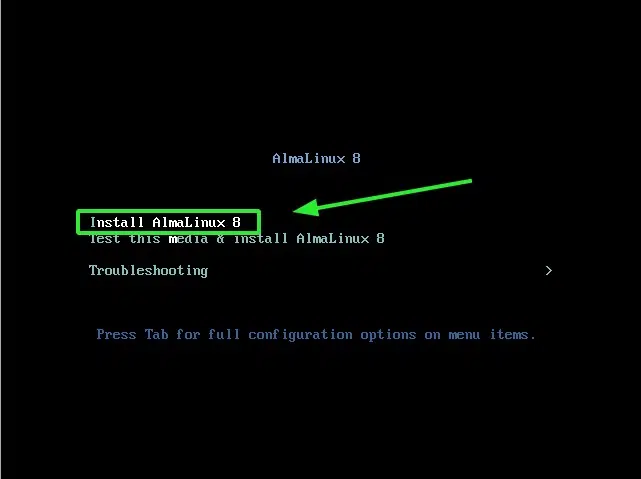 AlmaLinux 8
Install AlmaLinux 8
Test this media & install AlmaLinux 8
Troubleshooting >
Press Tab for full configuration options on menu items.